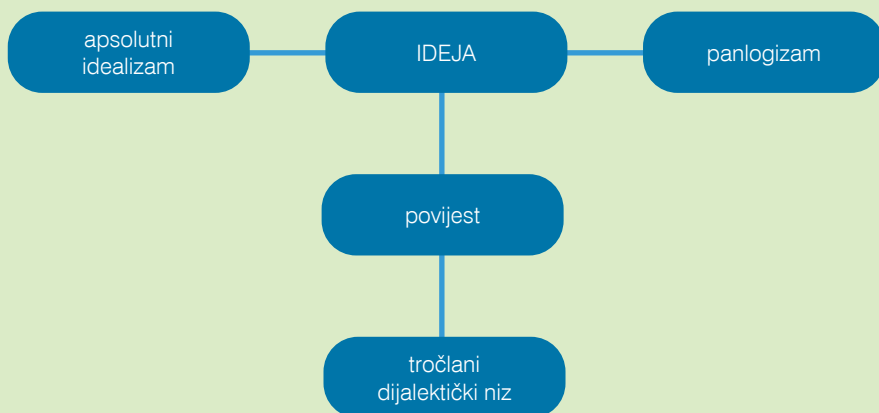 apsolutni
idealizam
IDEJA
panlogizam
povijest
tročlani
dijalektički niz